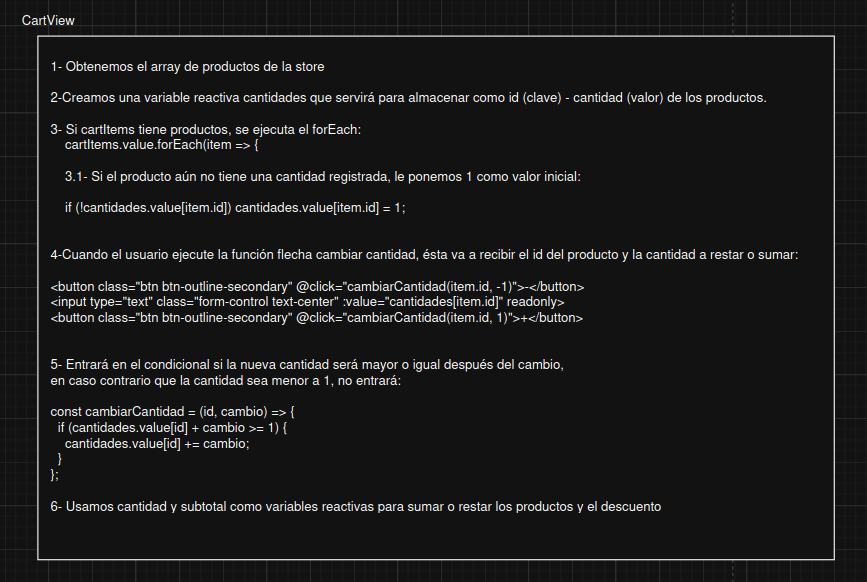 CartView
1- Obtenemos el array de productos de la store
2-Creamos una variable reactiva cantidades que servirá para almacenar como id (clave) - cantidad (valor) de los productos.
3- Si cartItems tiene productos, se ejecuta el forEach:
cartItems.value.forEach(item => {
3.1- Si el producto aún no tiene una cantidad registrada, le ponemos 1 como valor inicial:
if (!cantidades.value[item.id]) cantidades.value[item.id] = 1;
4-Cuando el usuario ejecute la función flecha cambiar cantidad, ésta va a recibir el id del producto y la cantidad a restar o sumar:
<button class="btn btn-outline-secondary" @click="cambiarCantidad(item.id, -1)">-</button>
<input type="text" class="form-control text-center" :value="cantidades[item.id]" readonly>
<button class="btn btn-outline-secondary" @click="cambiarCantidad(item.id, 1)">+</button>
5- Entrará en el condicional si la nueva cantidad será mayor o igual después del cambio,
en caso contrario que la cantidad sea menor a 1, no entrará:
const cambiarCantidad = (id, cambio) => {
if (cantidades.value[id] + cambio >= 1) {
cantidades.value[id] += cambio;
}
};
6- Usamos cantidad y subtotal como variables reactivas para sumar o restar los productos y el descuento